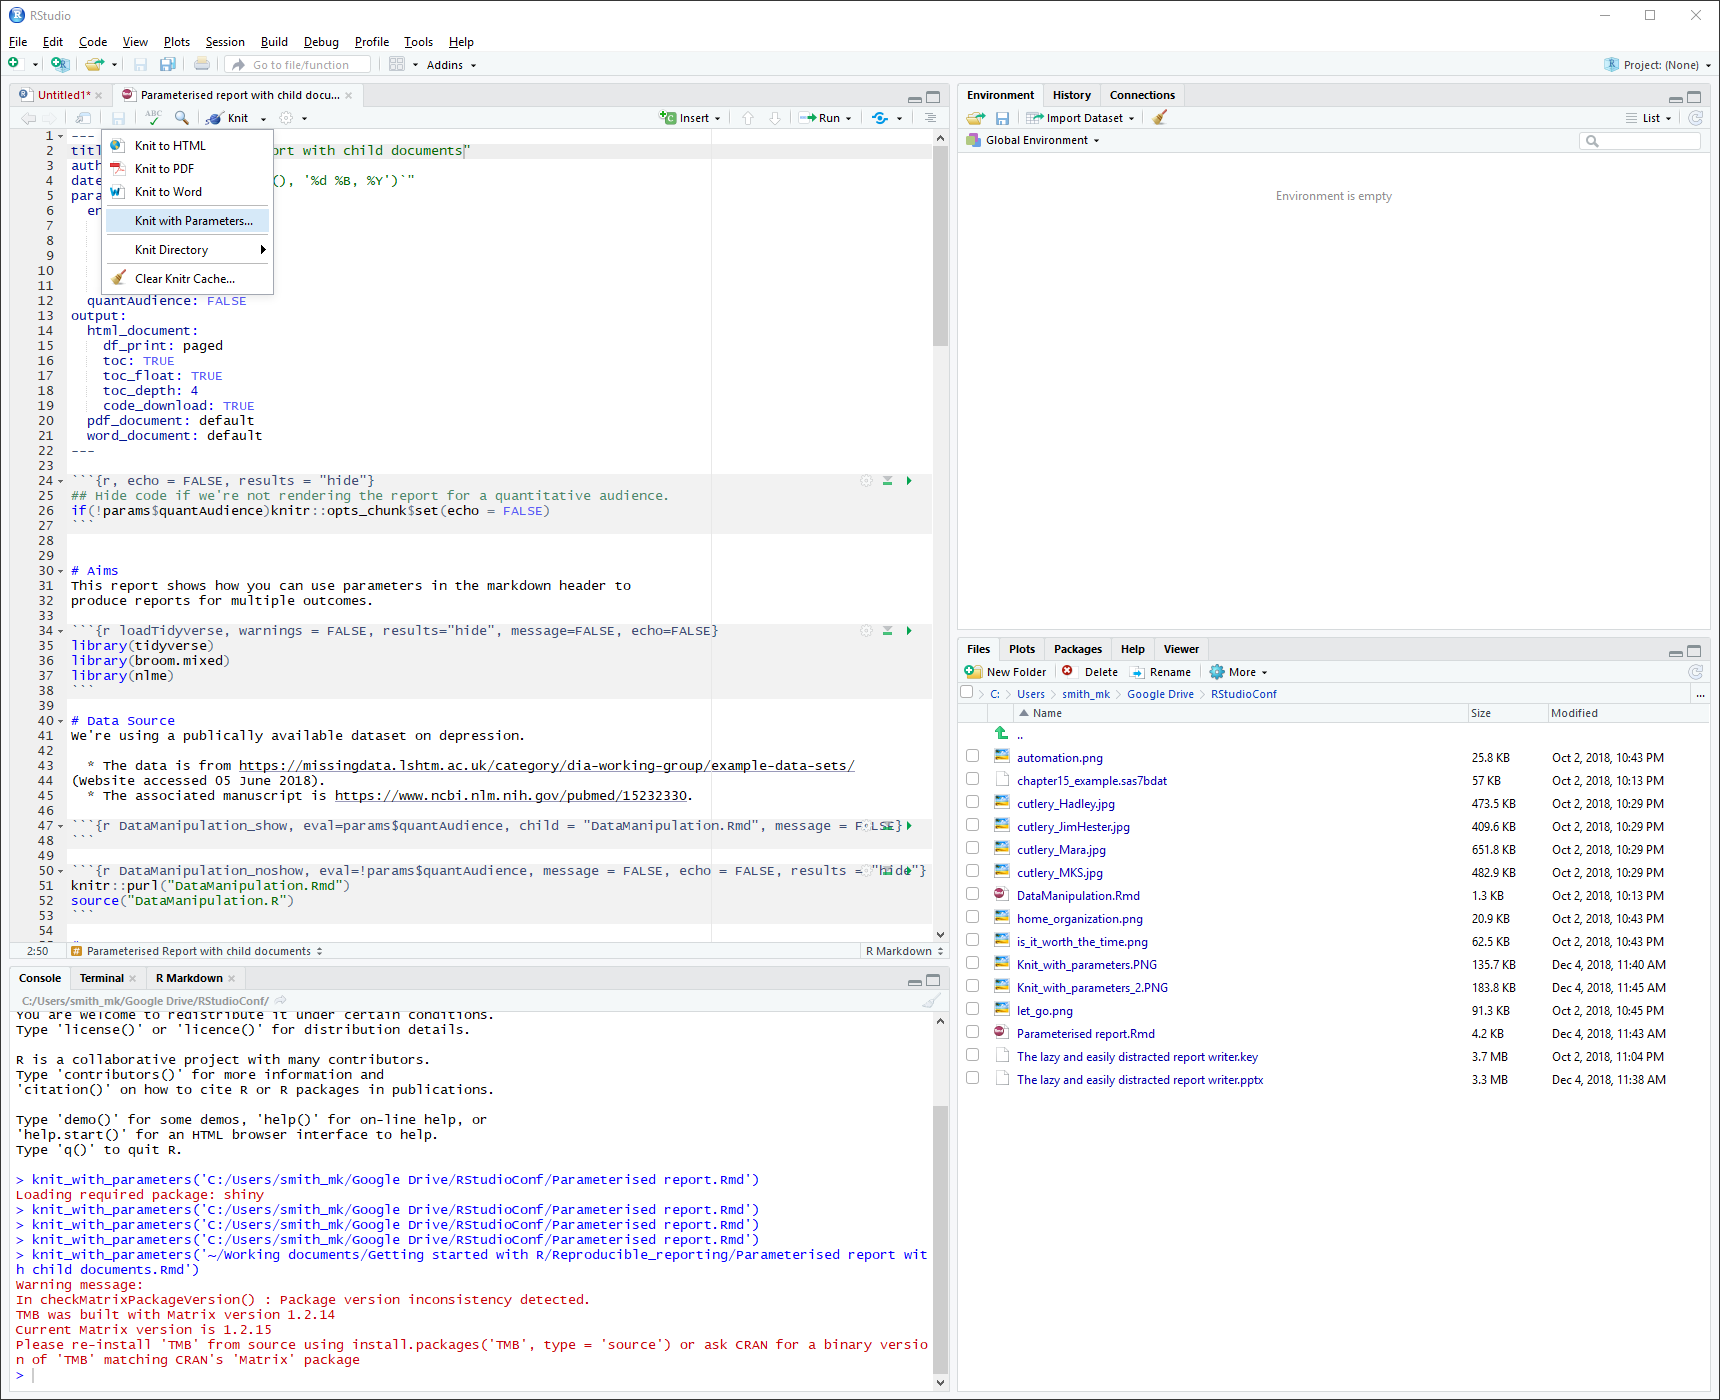 RStudio
File Edit Code View Plots Session Build Debug Profile Tools Help
Go to file/function Addins Project: (None)
Untitled1* Parameterised report with child docu...
ABC Knit Insert Run
Knit to HTML
Knit to PDF
Knit to Word
Knit with Parameters...
Knit Directory
Clear Knitr Cache...
1 ---
2 titl ort with child documents"
3 auth
4 date (), '%d %B, %Y')`"
5 para
6 en
7
8
9
10
11
12 quantAudience: FALSE
13 output:
14 html_document:
15 df_print: paged
16 toc: TRUE
17 toc_float: TRUE
18 toc_depth: 4
19 code_download: TRUE
20 pdf_document: default
21 word_document: default
22 ---
23
24 ```{r, echo = FALSE, results = "hide"}
25 ## Hide code if we're not rendering the report for a quantitative audience.
26 if(!params$quantAudience)knitr::opts_chunk$set(echo = FALSE)
27 ```
28
29
30 # Aims
31 This report shows how you can use parameters in the markdown header to
32 produce reports for multiple outcomes.
33
34 ```{r loadTidyverse, warnings = FALSE, results="hide", message=FALSE, echo=FALSE}
35 library(tidyverse)
36 library(broom.mixed)
37 library(nlme)
38 ```
39
40 # Data Source
41 We're using a publically available dataset on depression.
42
43 * The data is from https://missingdata.lshtm.ac.uk/category/dia-working-group/example-data-sets/
44 (Website accessed 05 June 2018).
45 * The associated manuscript is https://www.ncbi.nlm.nih.gov/pubmed/15232330.
46
47 ```{r DataManipulation_show, eval=params$quantAudience, child = "DataManipulation.Rmd", message = FALSE}
48 ```
49
50 ```{r DataManipulation_noshow, eval=!params$quantAudience, message = FALSE, echo = FALSE, results = "hide"}
51 knitr::purl("DataManipulation.Rmd")
52 source("DataManipulation.R")
53 ```
54
2:50 # Parameterised Report with child documents R Markdown
Console Terminal R Markdown
C:/Users/smith_mk/Google Drive/RStudioConf/
You are welcome to redistribute it under certain conditions.
Type 'license()' or 'licence()' for distribution details.
R is a collaborative project with many contributors.
Type 'contributors()' for more information and
'citation()' on how to cite R or R packages in publications.
Type 'demo()' for some demos, 'help()' for on-line help, or
'help.start()' for an HTML browser interface to help.
Type 'q()' to quit R.
> knit_with_parameters('C:/Users/smith_mk/Google Drive/RStudioConf/Parameterised report.Rmd')
Loading required package: shiny
> knit_with_parameters('C:/Users/smith_mk/Google Drive/RStudioConf/Parameterised report.Rmd')
> knit_with_parameters('C:/Users/smith_mk/Google Drive/RStudioConf/Parameterised report.Rmd')
> knit_with_parameters('C:/Users/smith_mk/Google Drive/RStudioConf/Parameterised report.Rmd')
> knit_with_parameters('~/Working documents/Getting started with R/Reproducible_reporting/Parameterised report wit
h child documents.Rmd')
Warning message:
In checkMatrixPackageVersion() : Package version inconsistency detected.
TMB was built with Matrix version 1.2.14
Current Matrix version is 1.2.15
Please re-install 'TMB' from source using install.packages('TMB', type = 'source') or ask CRAN for a binary versio
n of 'TMB' matching CRAN's 'Matrix' package
>
Environment History Connections
Import Dataset List
Global Environment
Environment is empty
Files Plots Packages Help Viewer
New Folder Delete Rename More
C: Users smith_mk Google Drive RStudioConf ...
Name Size Modified
..
automation.png 25.8 KB Oct 2, 2018, 10:43 PM
chapter15_example.sas7bdat 57 KB Oct 2, 2018, 10:13 PM
cutlery_Hadley.jpg 473.5 KB Oct 2, 2018, 10:29 PM
cutlery_JimHester.jpg 409.6 KB Oct 2, 2018, 10:29 PM
cutlery_Mara.jpg 651.8 KB Oct 2, 2018, 10:29 PM
cutlery_MKS.jpg 482.9 KB Oct 2, 2018, 10:29 PM
DataManipulation.Rmd 1.3 KB Oct 2, 2018, 10:13 PM
home_organization.png 20.9 KB Oct 2, 2018, 10:43 PM
is_it_worth_the_time.png 62.5 KB Oct 2, 2018, 10:43 PM
Knit_with_parameters.PNG 135.7 KB Dec 4, 2018, 11:40 AM
Knit_with_parameters_2.PNG 183.8 KB Dec 4, 2018, 11:45 AM
let_go.png 91.3 KB Oct 2, 2018, 10:45 PM
Parameterised report.Rmd 4.2 KB Dec 4, 2018, 11:43 AM
The lazy and easily distracted report writer.key 3.7 MB Oct 2, 2018, 11:04 PM
The lazy and easily distracted report writer.pptx 3.3 MB Dec 4, 2018, 11:38 AM